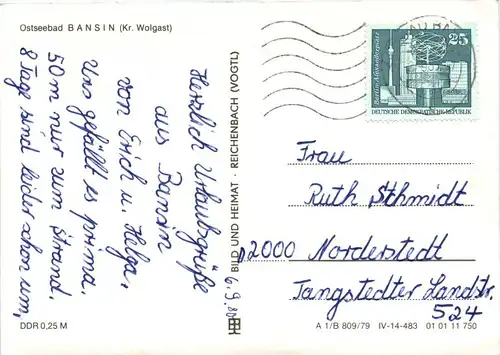 Ostseebad BANSIN (Kr. Wolgast)
Herzlich Urlaubsgrüße
aus Bansin
von Erich u. Helga,
Uns gefällt es prima.
50 m nur zum Strand.
8 Tage sind leider schon um,
6.9.80
DDR 0,25 M
BILD UND HEIMAT · REICHENBACH (VOGTL)
25
Berlin-Alexanderplatz
DEUTSCHE DEMOKRATISCHE REPUBLIK
Frau
Ruth Schmidt
D2000 Norderstedt
Tangstedter Landstr.
524
A 1/B 809/79 IV-14-483 01 01 11 750